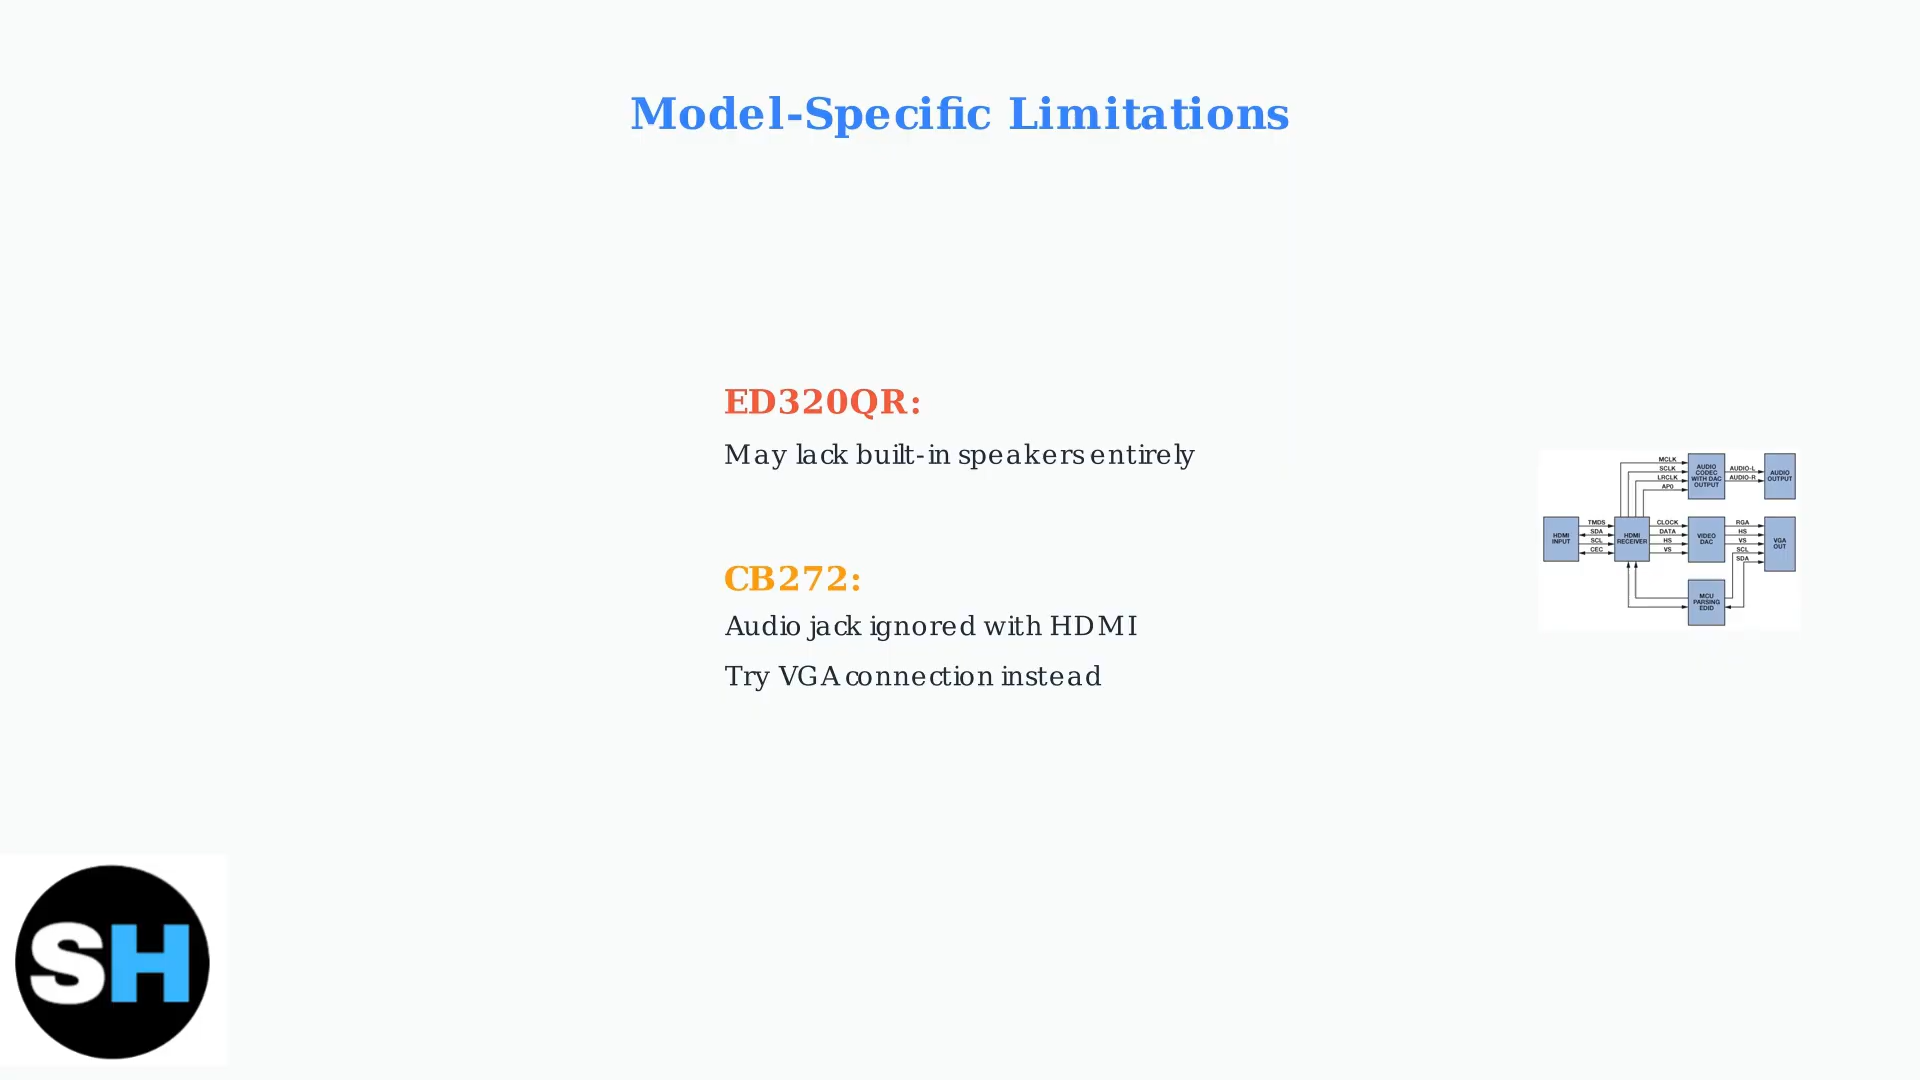 Model-Specific Limitations
ED320QR:
May lack built-in speakers entirely
CB272:
Audio jack ignored with HDMI
Try VGA connection instead
MCLK
SCLK
LRCLK
AP0
AUDIO
CODEC
WITH DAC
OUTPUT
AUDIO-L
AUDIO-R
AUDIO
OUTPUT
HDMI
INPUT
TMDS
SDA
SCL
CEC
HDMI
RECEIVER
CLOCK
DATA
HS
VS
VIDEO
DAC
RGA
HS
VS
SCL
SDA
VGA
OUT
MCU
PARSING
EDID
SH